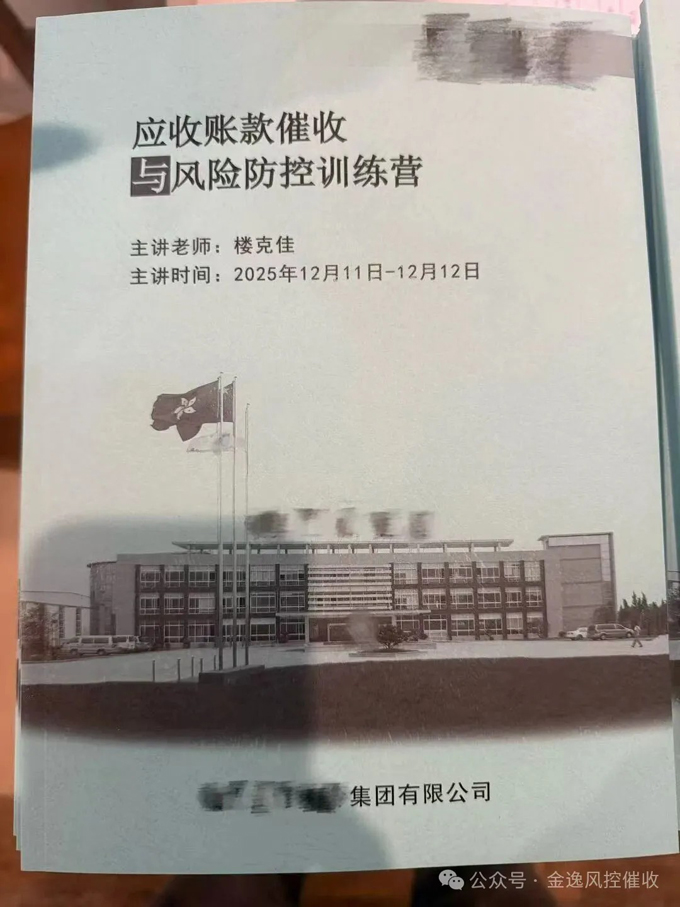 应收账款催收
与风险防控训练营
主讲老师：楼克佳
主讲时间：2025年12月11日-12月12日
集团有限公司
公众号·金逸风控催收